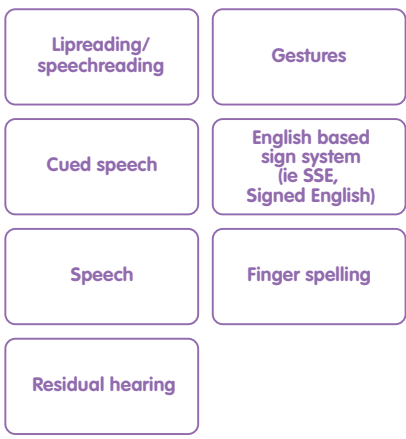 Lipreading/
speechreading
Gestures
Cued speech
English based
sign system
(ie SSE,
Signed English)
Speech
Finger spelling
Residual hearing